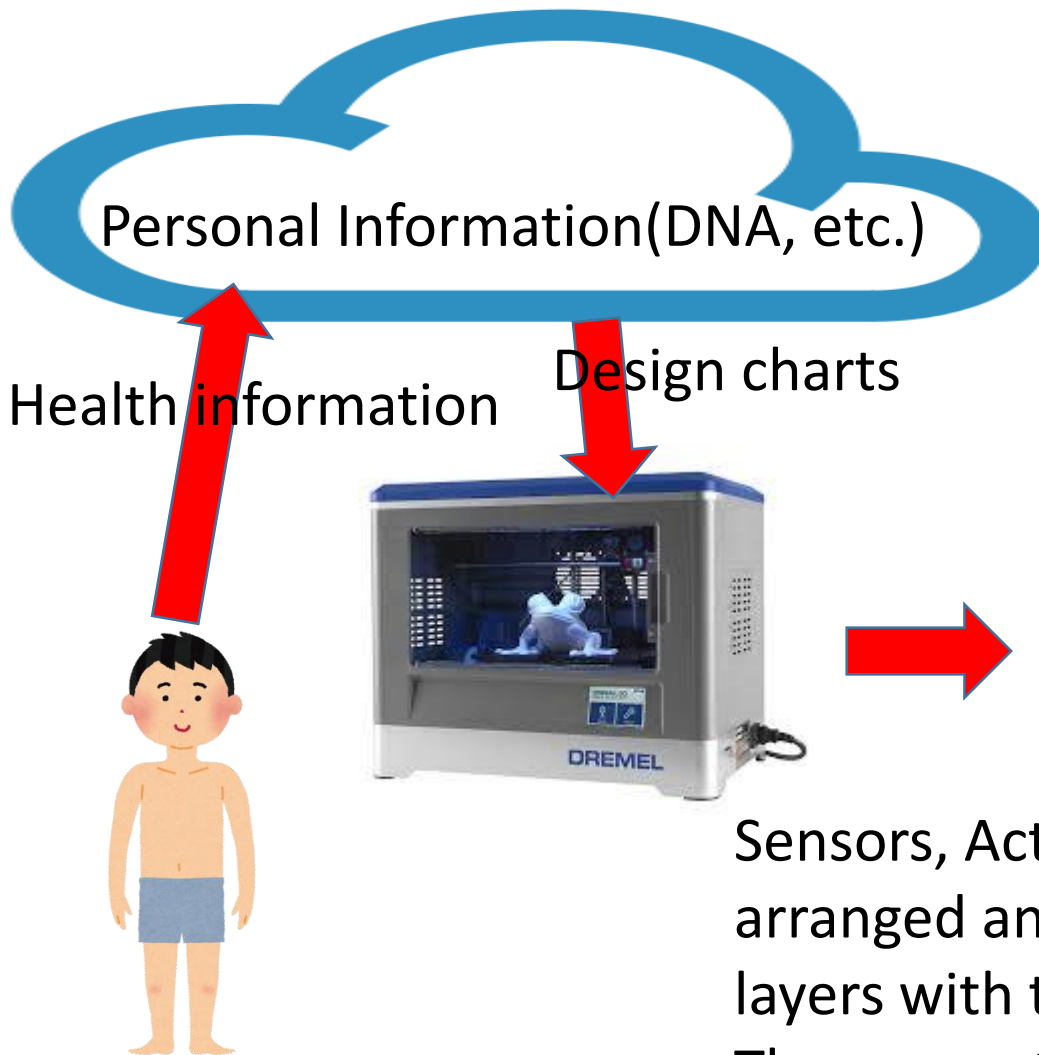 Personal Information(DNA, etc.)
Health information
Design charts
DREMEL
Sensors, Act
arranged an
layers with t